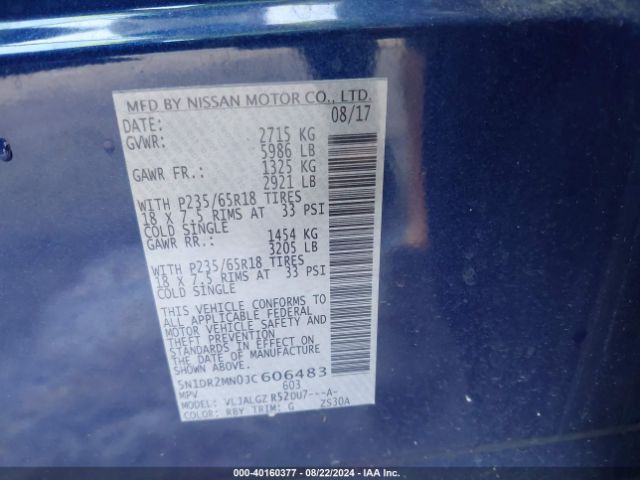 MFD BY NISSAN MOTOR CO., LTD.
DATE: 08/17
GVWR: 2715 KG
5986 LB
GAWR FR.: 1325 KG
2921 LB
WITH P235/65R18 TIRES
18 X 7.5 RIMS AT 33 PSI
COLD SINGLE
GAWR RR.: 1454 KG
3205 LB
WITH P235/65R18 TIRES
18 X 7.5 RIMS AT 33 PSI
COLD SINGLE
THIS VEHICLE CONFORMS TO
ALL APPLICABLE FEDERAL
MOTOR VEHICLE SAFETY AND
THEFT PREVENTION
STANDARDS IN EFFECT ON
THE DATE OF MANUFACTURE
5N1DR2MN0JC606483
MPV 603
MODEL: VLJALGZ R52DU7---A-
COLOR: RBY TRIM: G ZS30A
000-40160377 - 08/22/2024 - IAA Inc.